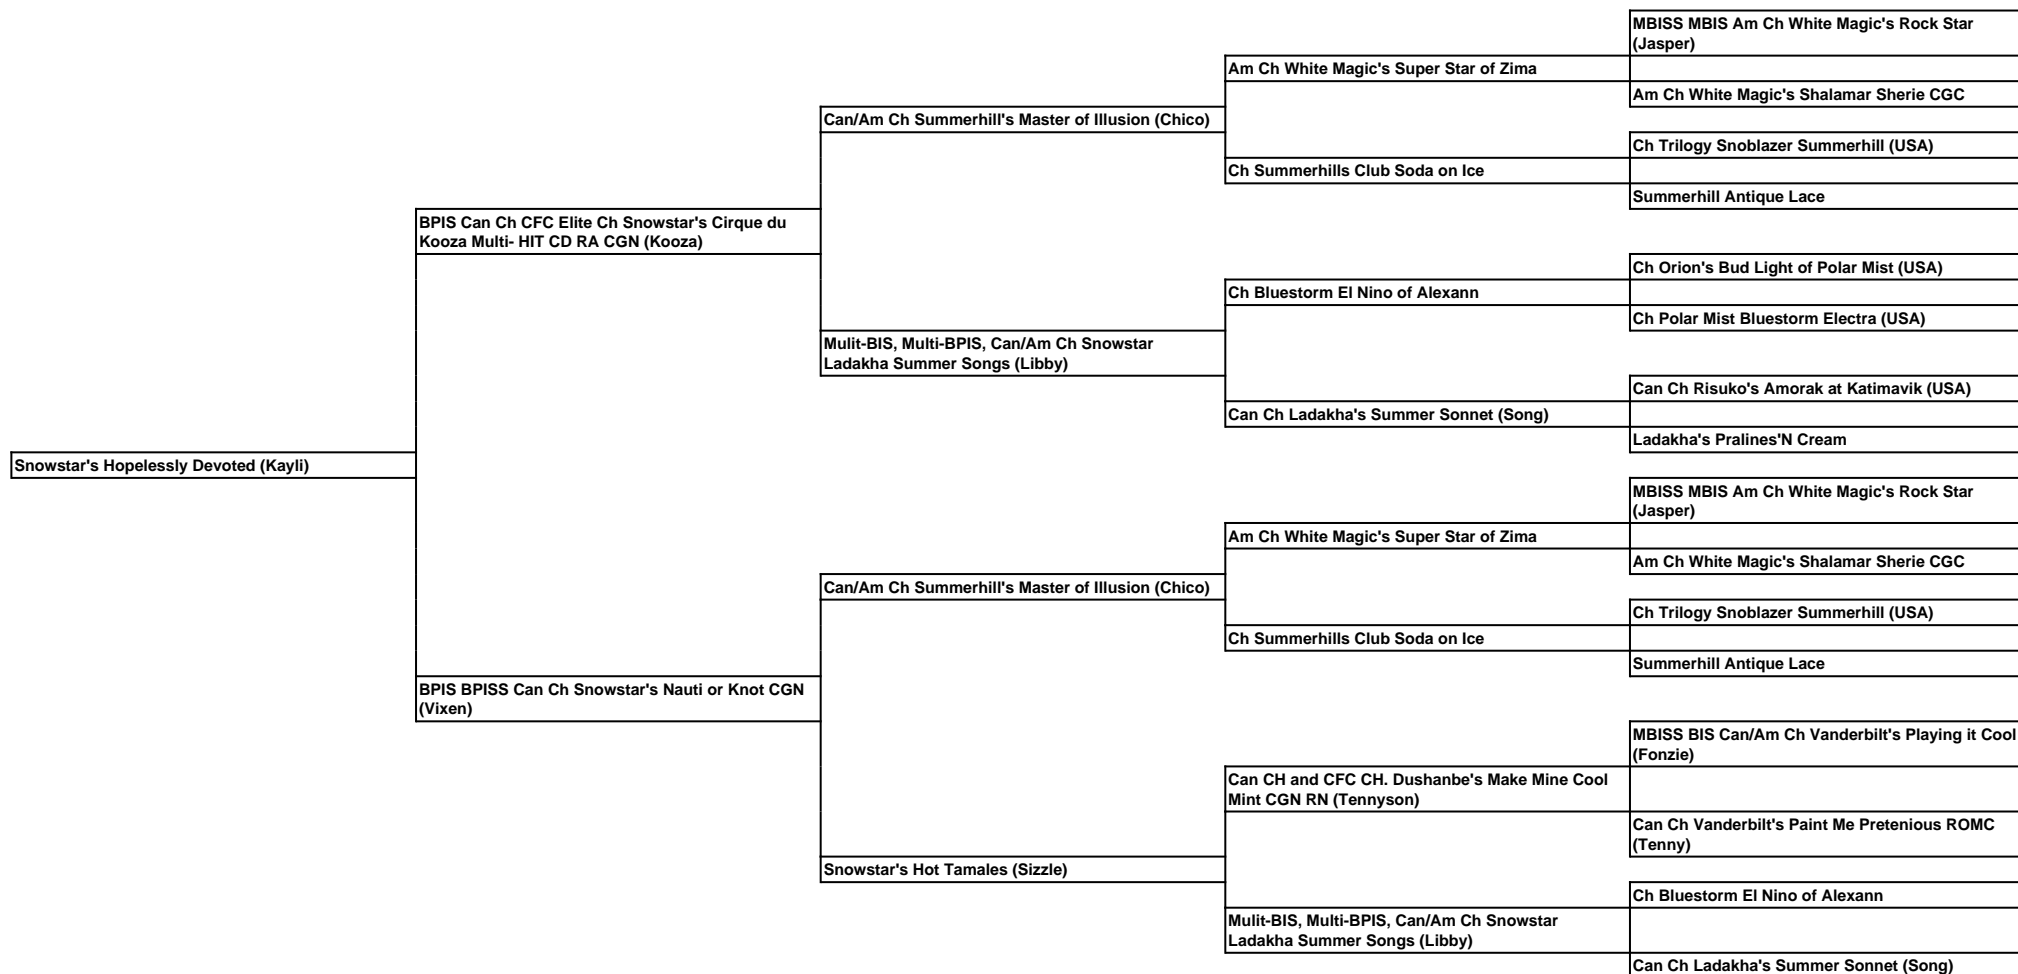 MBISS MBIS Am Ch White Magic's Rock Star
(Jasper)
Am Ch White Magic's Super Star of Zima
Am Ch White Magic's Shalamar Sherie CGC
Can/Am Ch Summerhill's Master of Illusion (Chico)
Ch Trilogy Snoblazer Summerhill (USA)
Ch Summerhills Club Soda on Ice
Summerhill Antique Lace
BPIS Can Ch CFC Elite Ch Snowstar's Cirque du
Kooza Multi- HIT CD RA CGN (Kooza)
Ch Orion's Bud Light of Polar Mist (USA)
Ch Bluestorm El Nino of Alexann
Ch Polar Mist Bluestorm Electra (USA)
Mulit-BIS, Multi-BPIS, Can/Am Ch Snowstar
Ladakha Summer Songs (Libby)
Can Ch Risuko's Amorak at Katimavik (USA)
Can Ch Ladakha's Summer Sonnet (Song)
Ladakha's Pralines'N Cream
Snowstar's Hopelessly Devoted (Kayli)
MBISS MBIS Am Ch White Magic's Rock Star
(Jasper)
Am Ch White Magic's Super Star of Zima
Am Ch White Magic's Shalamar Sherie CGC
Can/Am Ch Summerhill's Master of Illusion (Chico)
Ch Trilogy Snoblazer Summerhill (USA)
Ch Summerhills Club Soda on Ice
Summerhill Antique Lace
BPIS BPISS Can Ch Snowstar's Nauti or Knot CGN
(Vixen)
MBISS BIS Can/Am Ch Vanderbilt's Playing it Cool
(Fonzie)
Can CH and CFC CH. Dushanbe's Make Mine Cool
Mint CGN RN (Tennyson)
Can Ch Vanderbilt's Paint Me Pretenious ROMC
(Tenny)
Snowstar's Hot Tamales (Sizzle)
Ch Bluestorm El Nino of Alexann
Mulit-BIS, Multi-BPIS, Can/Am Ch Snowstar
Ladakha Summer Songs (Libby)
Can Ch Ladakha's Summer Sonnet (Song)